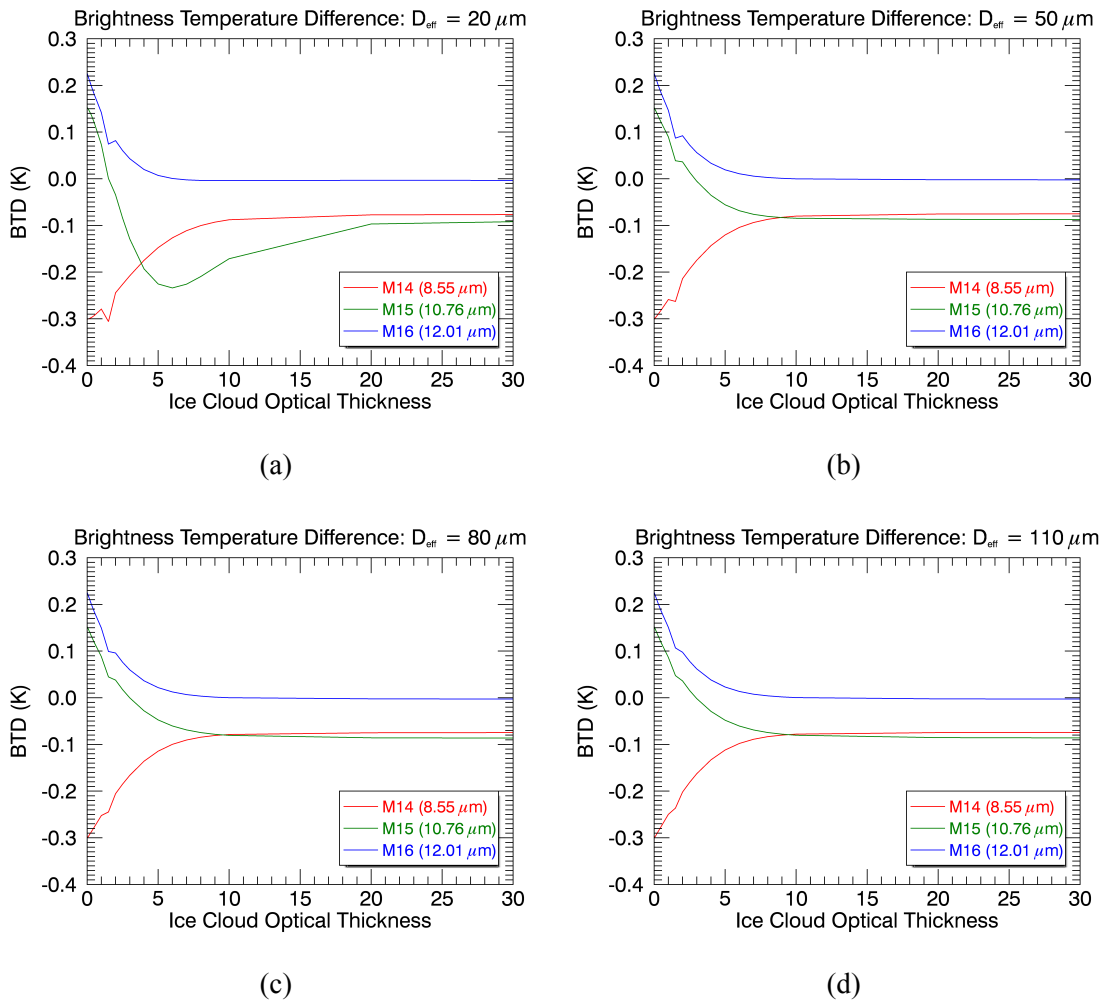 Brightness Temperature Difference: Deff = 20 μm
0.3
0.2
0.1
0.0
-0.1
-0.2
-0.3
-0.4
BTD (K)
M14 (8.55 μm)
M15 (10.76 μm)
M16 (12.01 μm)
0 5 10 15 20 25 30
Ice Cloud Optical Thickness
(a)
Brightness Temperature Difference: Deff = 50 μm
0.3
0.2
0.1
0.0
-0.1
-0.2
-0.3
-0.4
BTD (K)
M14 (8.55 μm)
M15 (10.76 μm)
M16 (12.01 μm)
0 5 10 15 20 25 30
Ice Cloud Optical Thickness
(b)
Brightness Temperature Difference: Deff = 80 μm
0.3
0.2
0.1
0.0
-0.1
-0.2
-0.3
-0.4
BTD (K)
M14 (8.55 μm)
M15 (10.76 μm)
M16 (12.01 μm)
0 5 10 15 20 25 30
Ice Cloud Optical Thickness
(c)
Brightness Temperature Difference: Deff = 110 μm
0.3
0.2
0.1
0.0
-0.1
-0.2
-0.3
-0.4
BTD (K)
M14 (8.55 μm)
M15 (10.76 μm)
M16 (12.01 μm)
0 5 10 15 20 25 30
Ice Cloud Optical Thickness
(d)